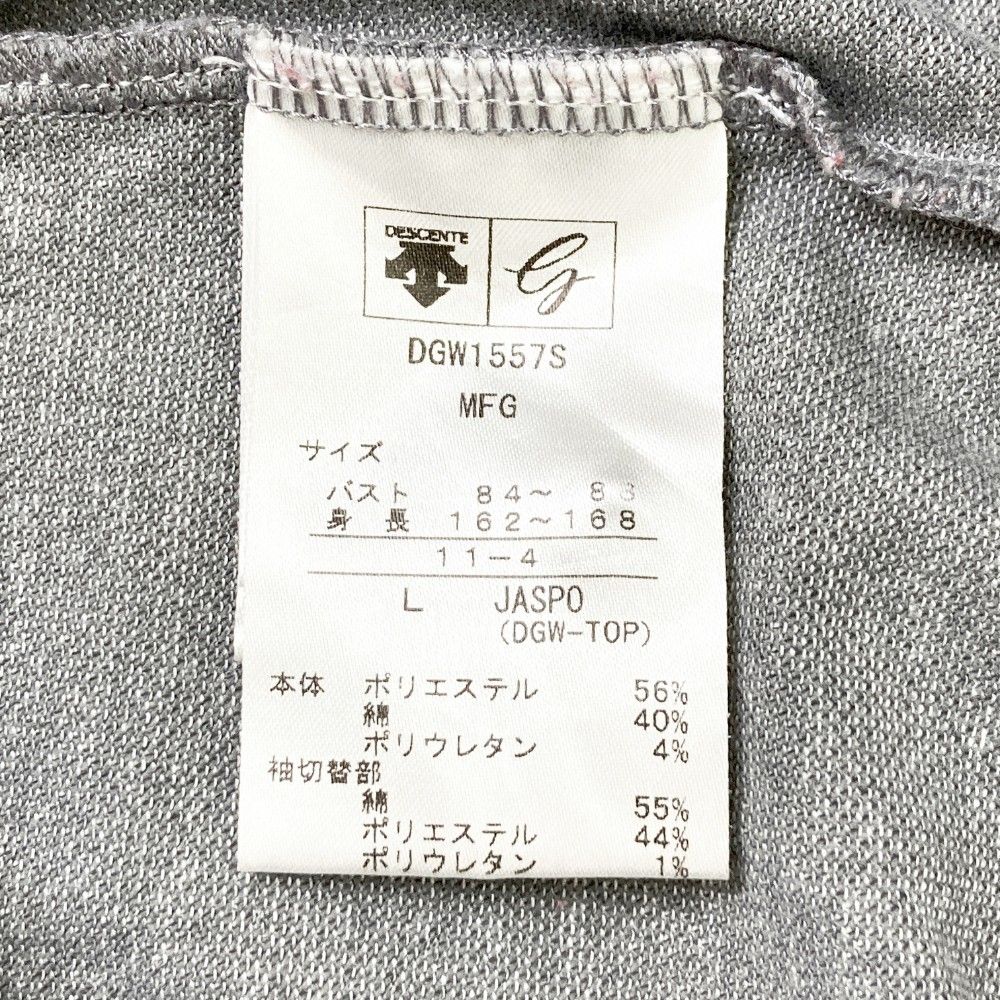 DESCENTE
G
DGW1557S
MFG
サイズ
バスト 84〜 88
身 長 162〜168
11-4
L JASPO
(DGW-TOP)
本体 ポリエステル 56%
綿 40%
ポリウレタン 4%
袖切替部
綿 55%
ポリエステル 44%
ポリウレタン 1%